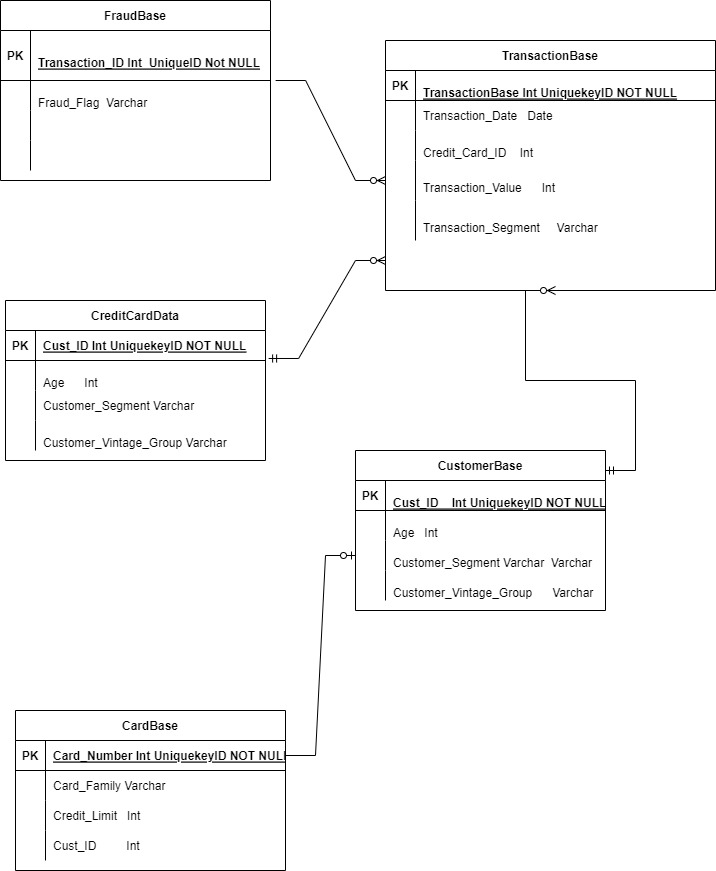 FraudBase
PK Transaction_ID Int UniqueID Not NULL
Fraud_Flag Varchar
TransactionBase
PK TransactionBase Int UniquekeyID NOT NULL
Transaction_Date Date
Credit_Card_ID Int
Transaction_Value Int
Transaction_Segment Varchar
CreditCardData
PK Cust_ID Int UniquekeyID NOT NULL
Age Int
Customer_Segment Varchar
Customer_Vintage_Group Varchar
CustomerBase
PK Cust_ID Int UniquekeyID NOT NULL
Age Int
Customer_Segment Varchar Varchar
Customer_Vintage_Group Varchar
CardBase
PK Card_Number Int UniquekeyID NOT NUL
Card_Family Varchar
Credit_Limit Int
Cust_ID Int